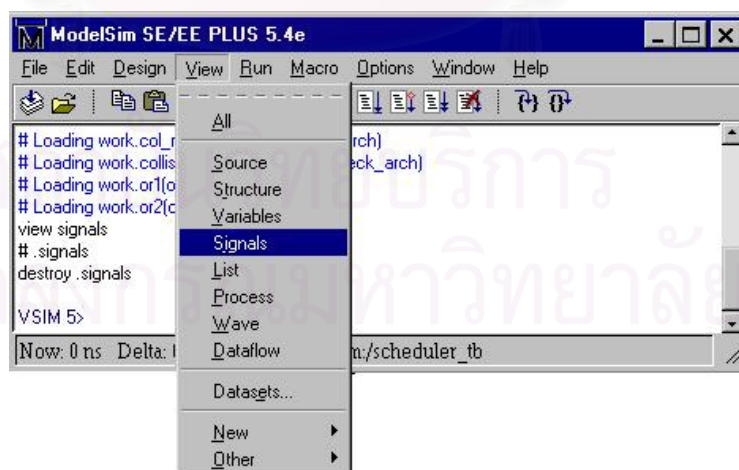 ModelSim SE/EE PLUS 5.4e
File Edit Design View Run Macro Options Window Help
All
Source
Structure
Variables
Signals
List
Process
Wave
Dataflow
Datasets...
New
Other
# Loading work.col_r rch)
# Loading work.collis eck_arch)
# Loading work.or1(o
# Loading work.or2(c
view signals
# .signals
destroy .signals
VSIM 5>
Now: 0 ns Delta: m:/scheduler_tb